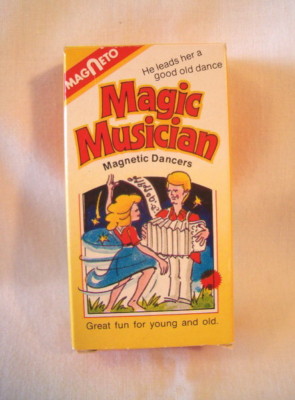 MAGNETO
He leads her a
good old dance
Magic
Musician
Magnetic Dancers
Great fun for young and old.